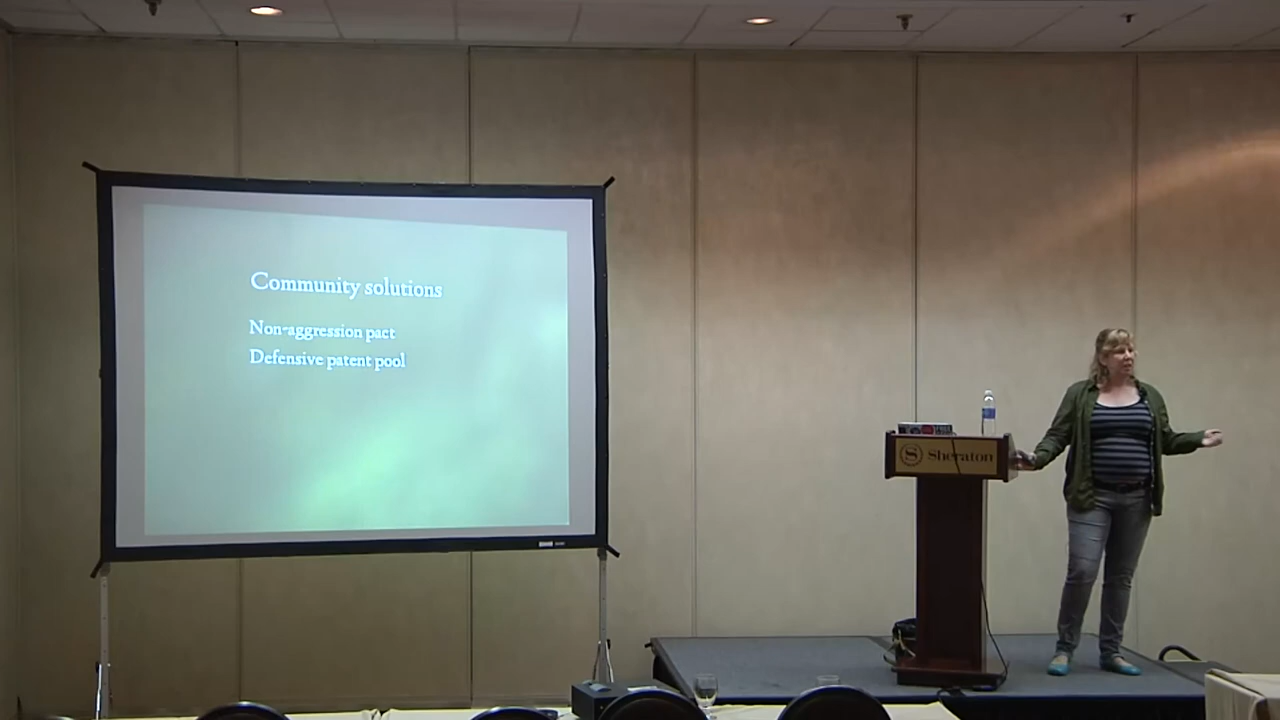 Community solutions
Non-aggression pact
Defensive patent pool
S Sheraton